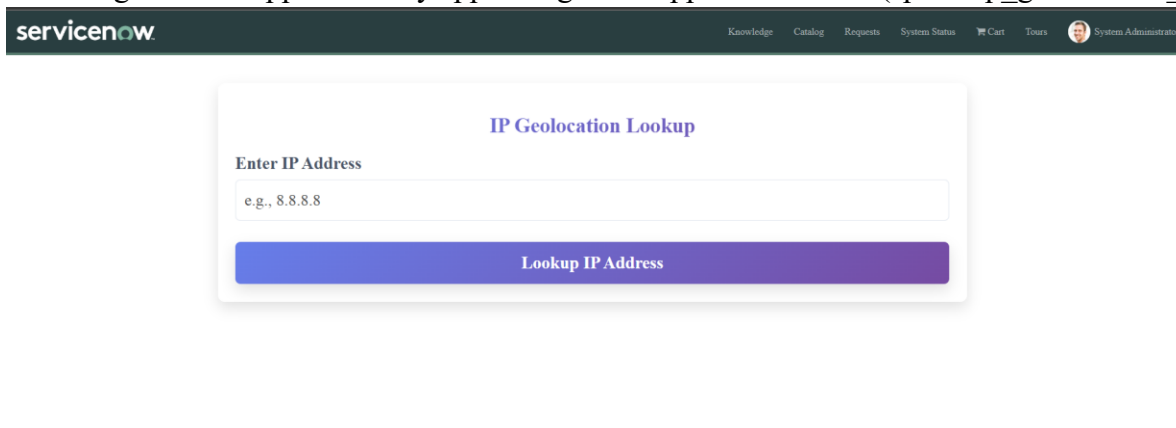 servicenow
Knowledge Catalog Requests System Status Cart Tours System Administrato
IP Geolocation Lookup
Enter IP Address
e.g., 8.8.8.8
Lookup IP Address